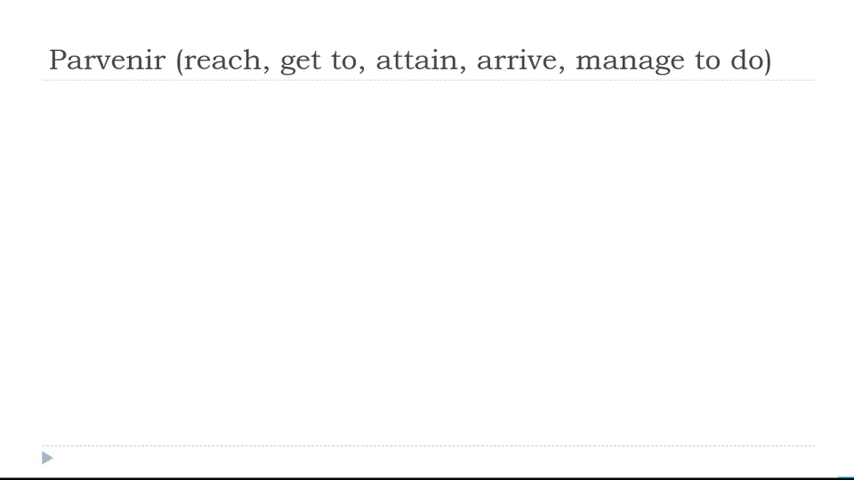 Parvenir (reach, get to, attain, arrive, manage to do)